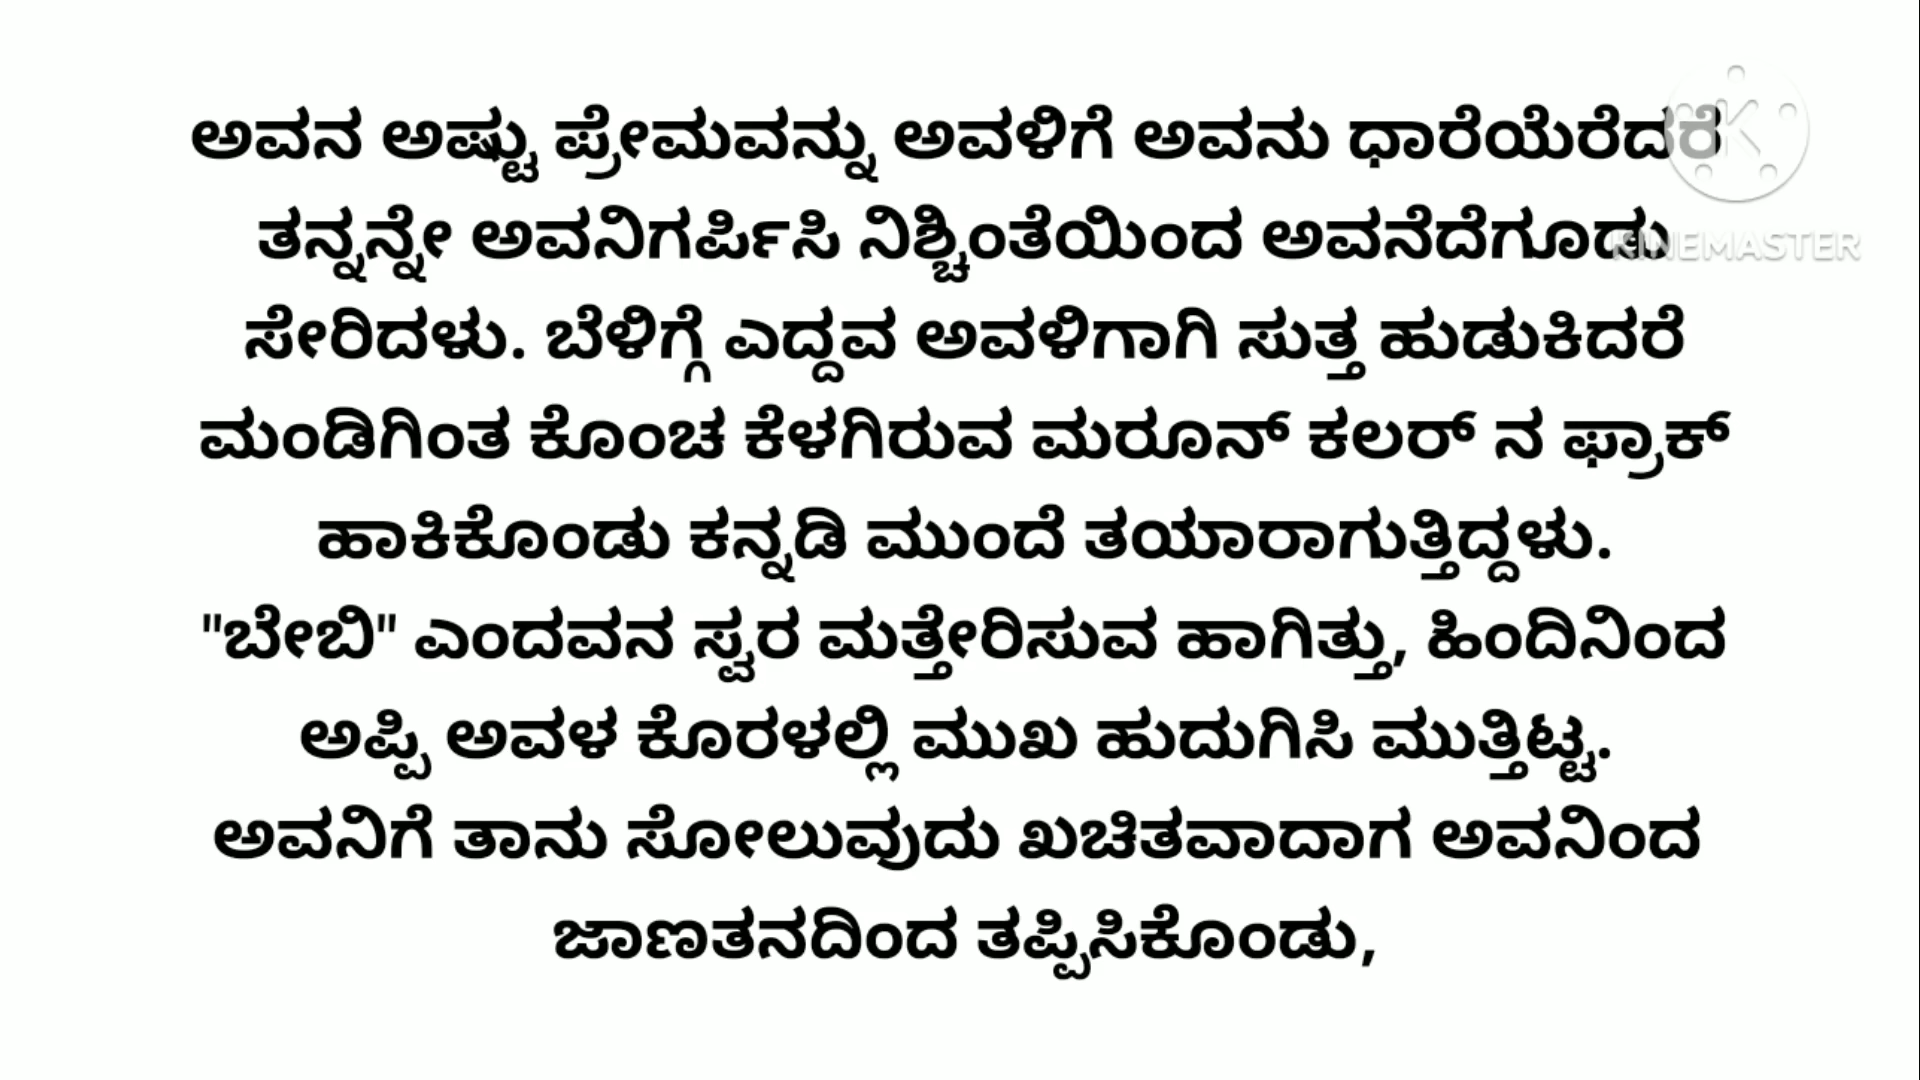 ಅವನ ಅಷ್ಟು ಪ್ರೇಮವನ್ನು ಅವಳಿಗೆ ಅವನು ಧಾರೆಯೆರೆದರೆ
ತನ್ನನ್ನೇ ಅವನಿಗರ್ಪಿಸಿ ನಿಶ್ಚಿಂತೆಯಿಂದ ಅವನೆದೆಗೂಡು
ಸೇರಿದಳು. ಬೆಳಿಗ್ಗೆ ಎದ್ದವ ಅವಳಿಗಾಗಿ ಸುತ್ತ ಹುಡುಕಿದರೆ
ಮಂಡಿಗಿಂತ ಕೊಂಚ ಕೆಳಗಿರುವ ಮರೂನ್ ಕಲರ್ ನ ಫ್ರಾಕ್
ಹಾಕಿಕೊಂಡು ಕನ್ನಡಿ ಮುಂದೆ ತಯಾರಾಗುತ್ತಿದ್ದಳು.
"ಬೇಬಿ" ಎಂದವನ ಸ್ವರ ಮತ್ತೇರಿಸುವ ಹಾಗಿತ್ತು, ಹಿಂದಿನಿಂದ
ಅಪ್ಪಿ ಅವಳ ಕೊರಳಲ್ಲಿ ಮುಖ ಹುದುಗಿಸಿ ಮುತ್ತಿಟ್ಟ.
ಅವನಿಗೆ ತಾನು ಸೋಲುವುದು ಖಚಿತವಾದಾಗ ಅವನಿಂದ
ಜಾಣತನದಿಂದ ತಪ್ಪಿಸಿಕೊಂಡು,
KINEMASTER